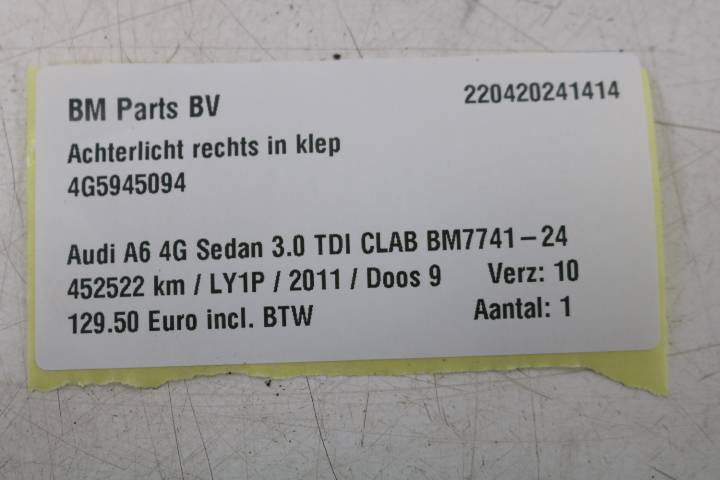 BM Parts BV 220420241414
Achterlicht rechts in klep
4G5945094
Audi A6 4G Sedan 3.0 TDI CLAB BM7741-24
452522 km / LY1P / 2011 / Doos 9 Verz: 10
129.50 Euro incl. BTW Aantal: 1